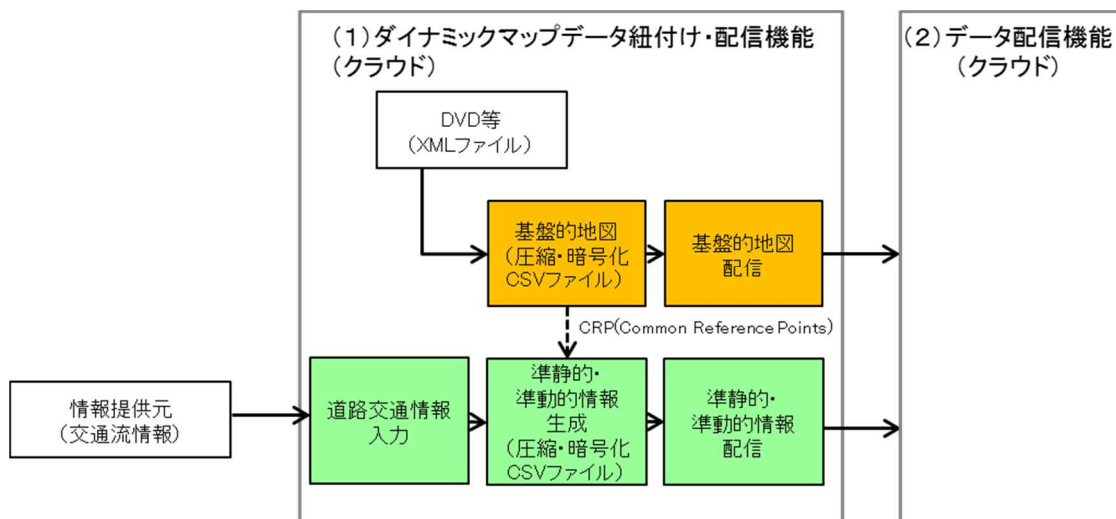 （1）ダイナミックマップデータ紐付け・配信機能
（クラウド）
（2）データ配信機能
（クラウド）
DVD等
（XMLファイル）
基盤的地図
（圧縮・暗号化
CSVファイル）
基盤的地図
配信
CRP(Common Reference Points)
情報提供元
（交通流情報）
道路交通情報
入力
準静的・
準動的情報
生成
（圧縮・暗号化
CSVファイル）
準静的・
準動的情報
配信